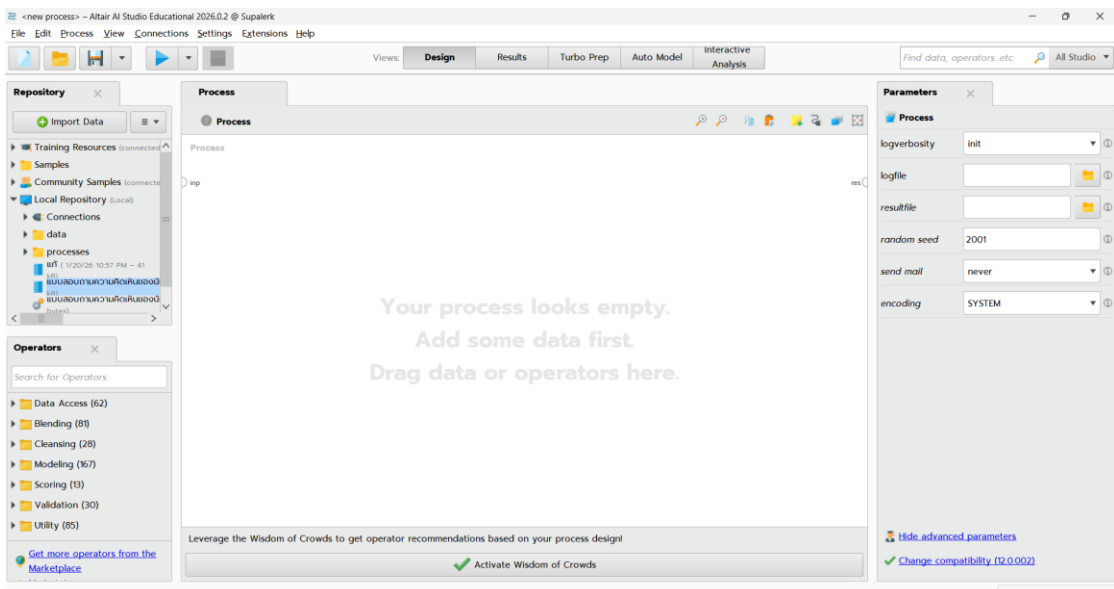 <new process> – Altair AI Studio Educational 2026.0.2 @ Supalerk
File Edit Process View Connections Settings Extensions Help
Views: Design Results Turbo Prep Auto Model Interactive Analysis
Find data, operators...etc All Studio
Repository
Import Data
Training Resources (connected
Samples
Community Samples (connecte
Local Repository (Local)
Connections
data
processes
แก้ ( 1/20/26 10:57 PM – 41
แบบสอบถามความคิดเห็นของนั
แบบสอบถามความคิดเห็นของนั
bytes)
Operators
Search for Operators
Data Access (62)
Blending (81)
Cleansing (28)
Modeling (167)
Scoring (13)
Validation (30)
Utility (85)
Get more operators from the
Marketplace
Process
Process
Process
inp
res
Your process looks empty.
Add some data first.
Drag data or operators here.
Leverage the Wisdom of Crowds to get operator recommendations based on your process design!
Activate Wisdom of Crowds
Parameters
Process
logverbosity init
logfile
resultfile
random seed 2001
send mail never
encoding SYSTEM
Hide advanced parameters
Change compatibility (12.0.002)